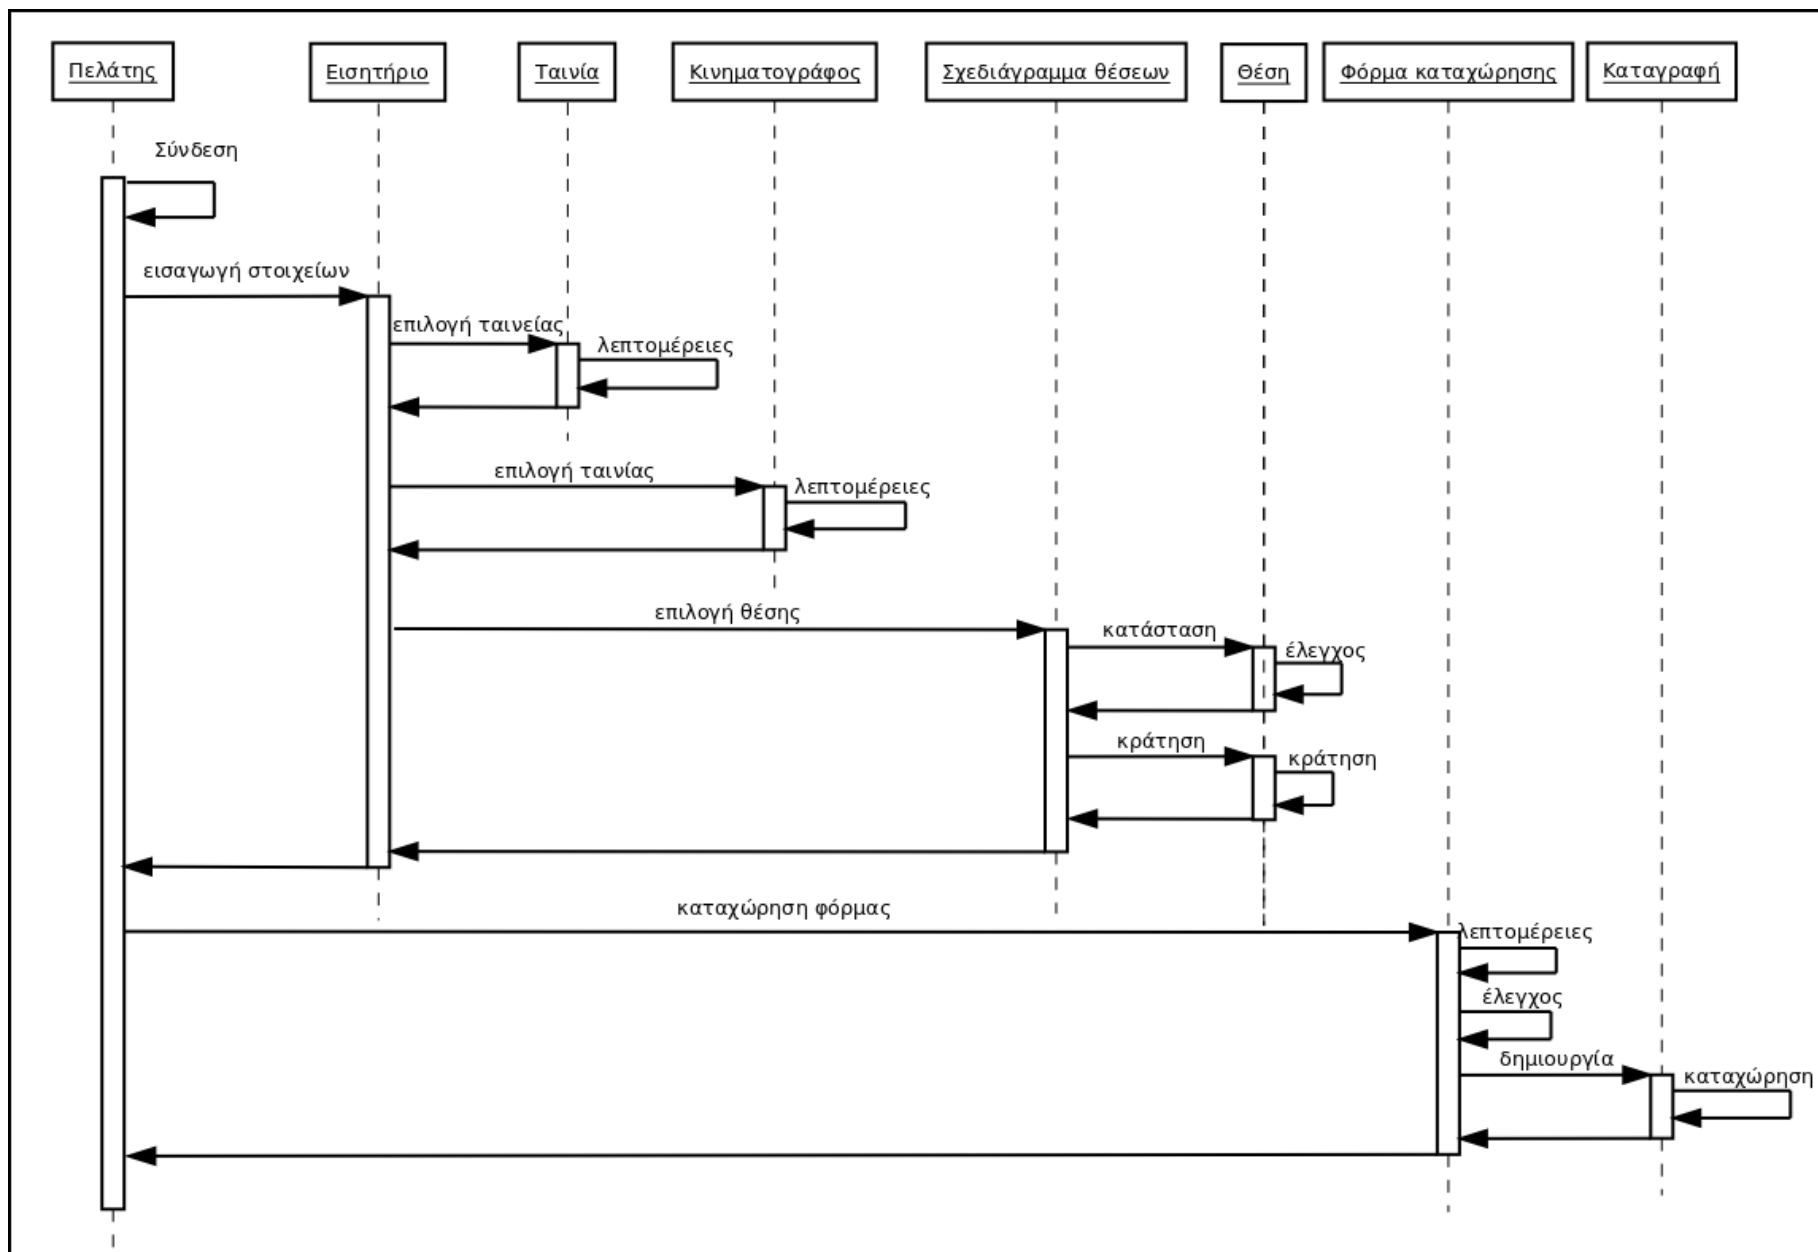 Πελάτης
Εισητήριο
Ταινία
Κινηματογράφος
Σχεδιάγραμμα θέσεων
Θέση
Φόρμα καταχώρησης
Καταγραφή
Σύνδεση
εισαγωγή στοιχείων
επιλογή ταινείας
λεπτομέρειες
επιλογή ταινίας
λεπτομέρειες
επιλογή θέσης
κατάσταση
έλεγχος
κράτηση
κράτηση
καταχώρηση φόρμας
λεπτομέρειες
έλεγχος
δημιουργία
καταχώρηση